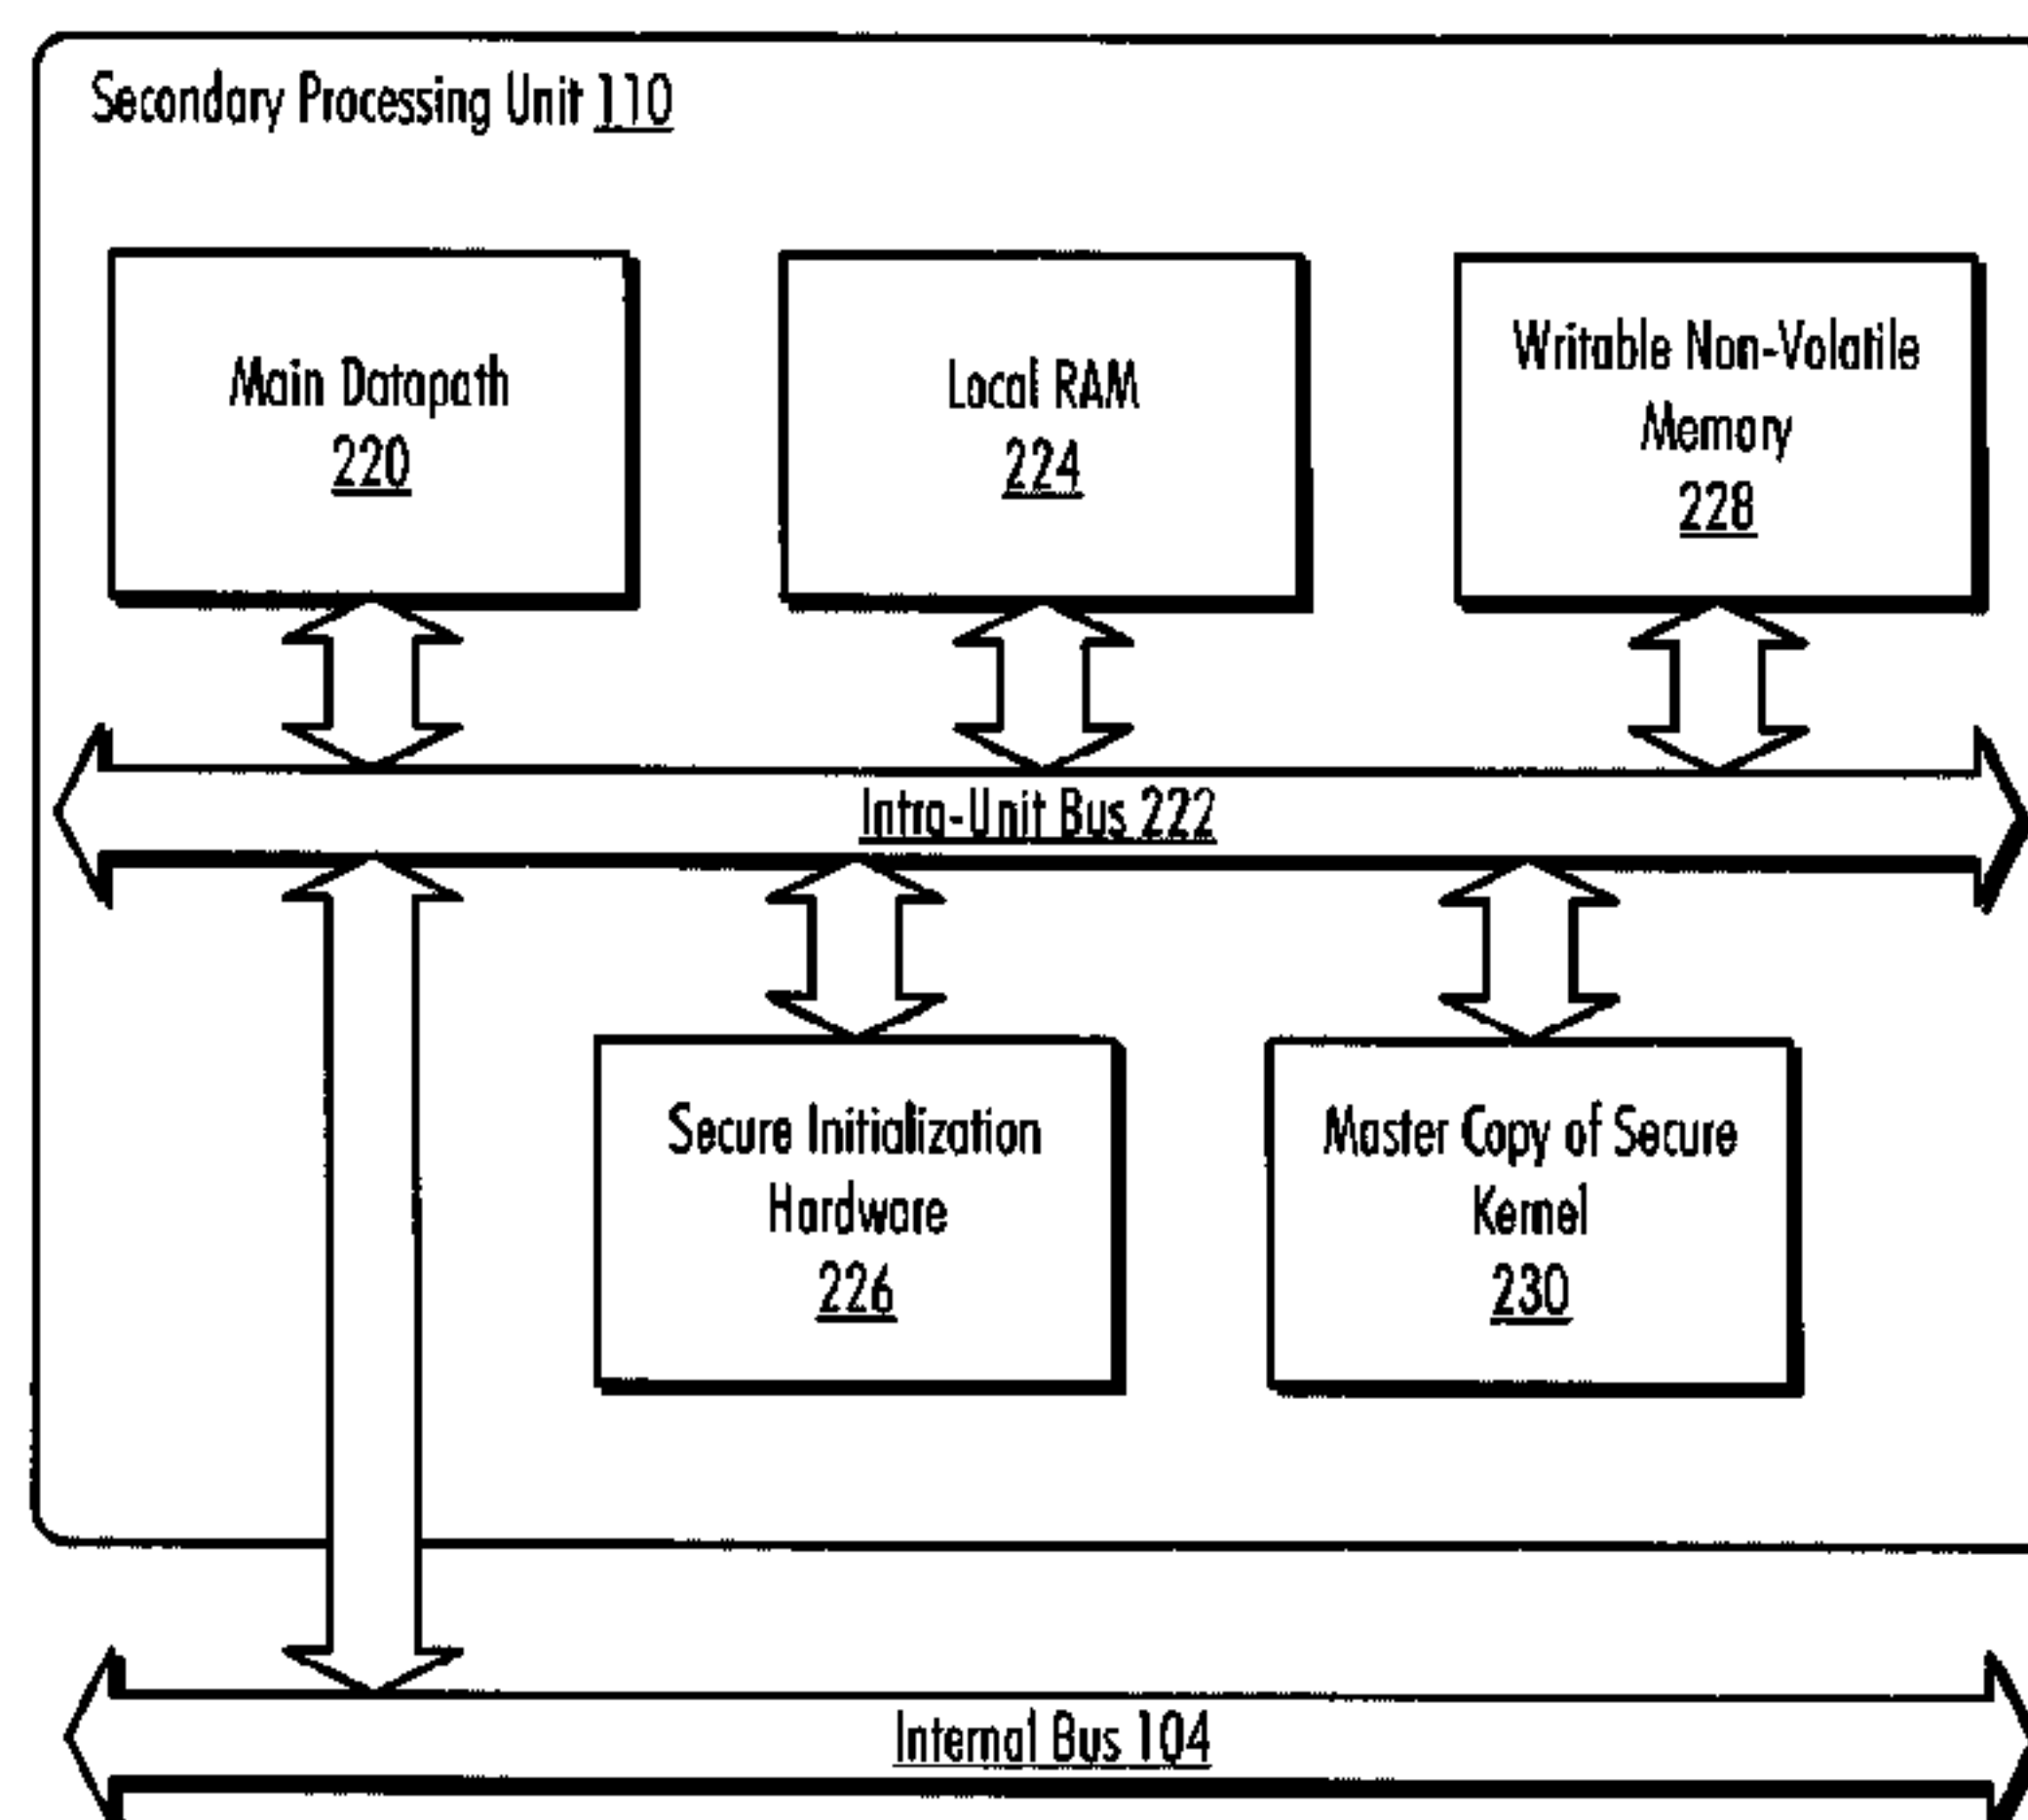 Secondary Processing Unit 110
Main Datapath
220
Local RAM
224
Writable Non-Volatile
Memory
228
Intra-Unit Bus 222
Secure Initialization
Hardware
226
Master Copy of Secure
Kernel
230
Internal Bus 104